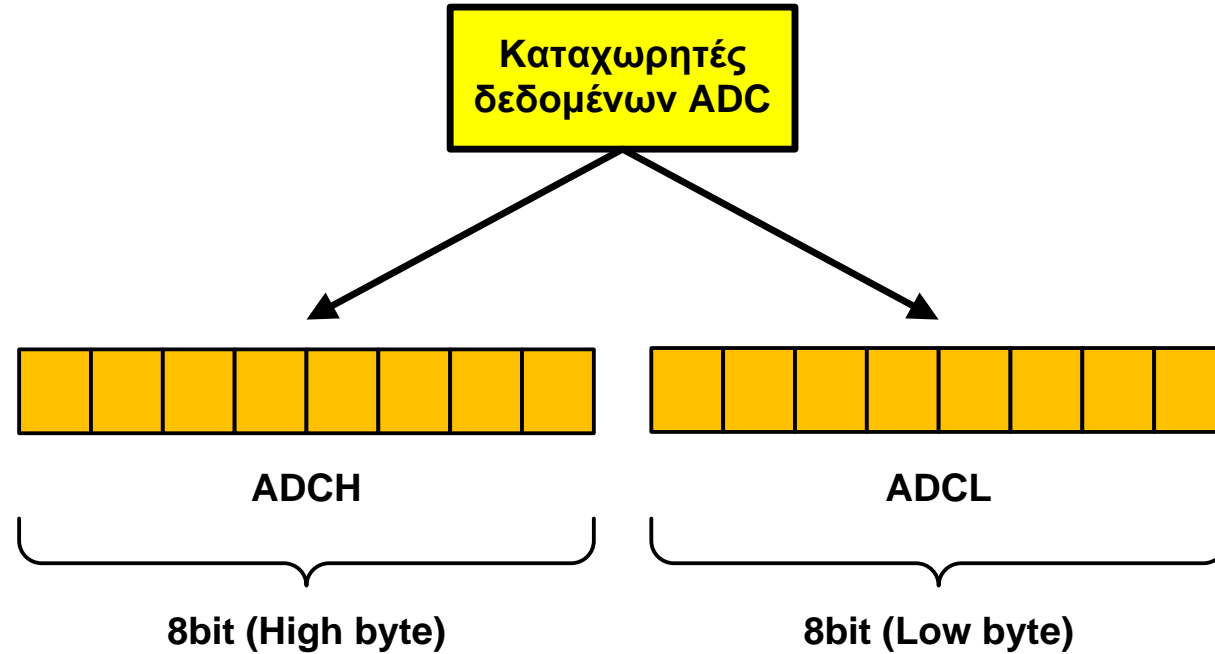 Καταχωρητές
δεδομένων ADC
ADCH
ADCL
8bit (High byte)
8bit (Low byte)